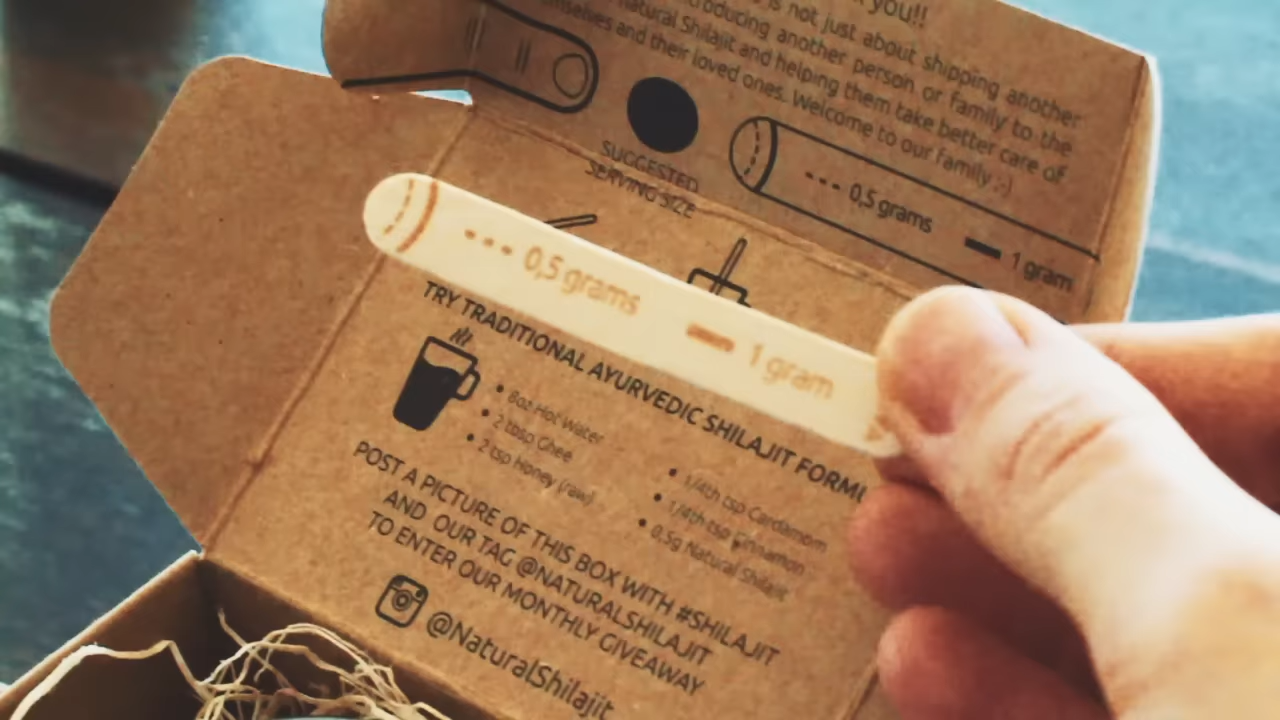 you!!
is not just about shipping another
troducing another person or family to the
Natural Shilajit and helping them take better care of
themselves and their loved ones. Welcome to our family :-)
SUGGESTED
SERVING SIZE
0,5 grams
1 gram
0,5 grams
1 gram
TRY TRADITIONAL AYURVEDIC SHILAJIT FORMU
• 8oz Hot water
• 2 tbsp Ghee
• 2 tsp Honey (raw)
• 1/4th tsp Cardamom
• 1/4th tsp Cinnamon
• 0,5g Natural Shilajit
POST A PICTURE OF THIS BOX WITH #SHILAJIT
AND OUR TAG @NATURALSHILAJIT
TO ENTER OUR MONTHLY GIVEAWAY
@NaturalShilajit